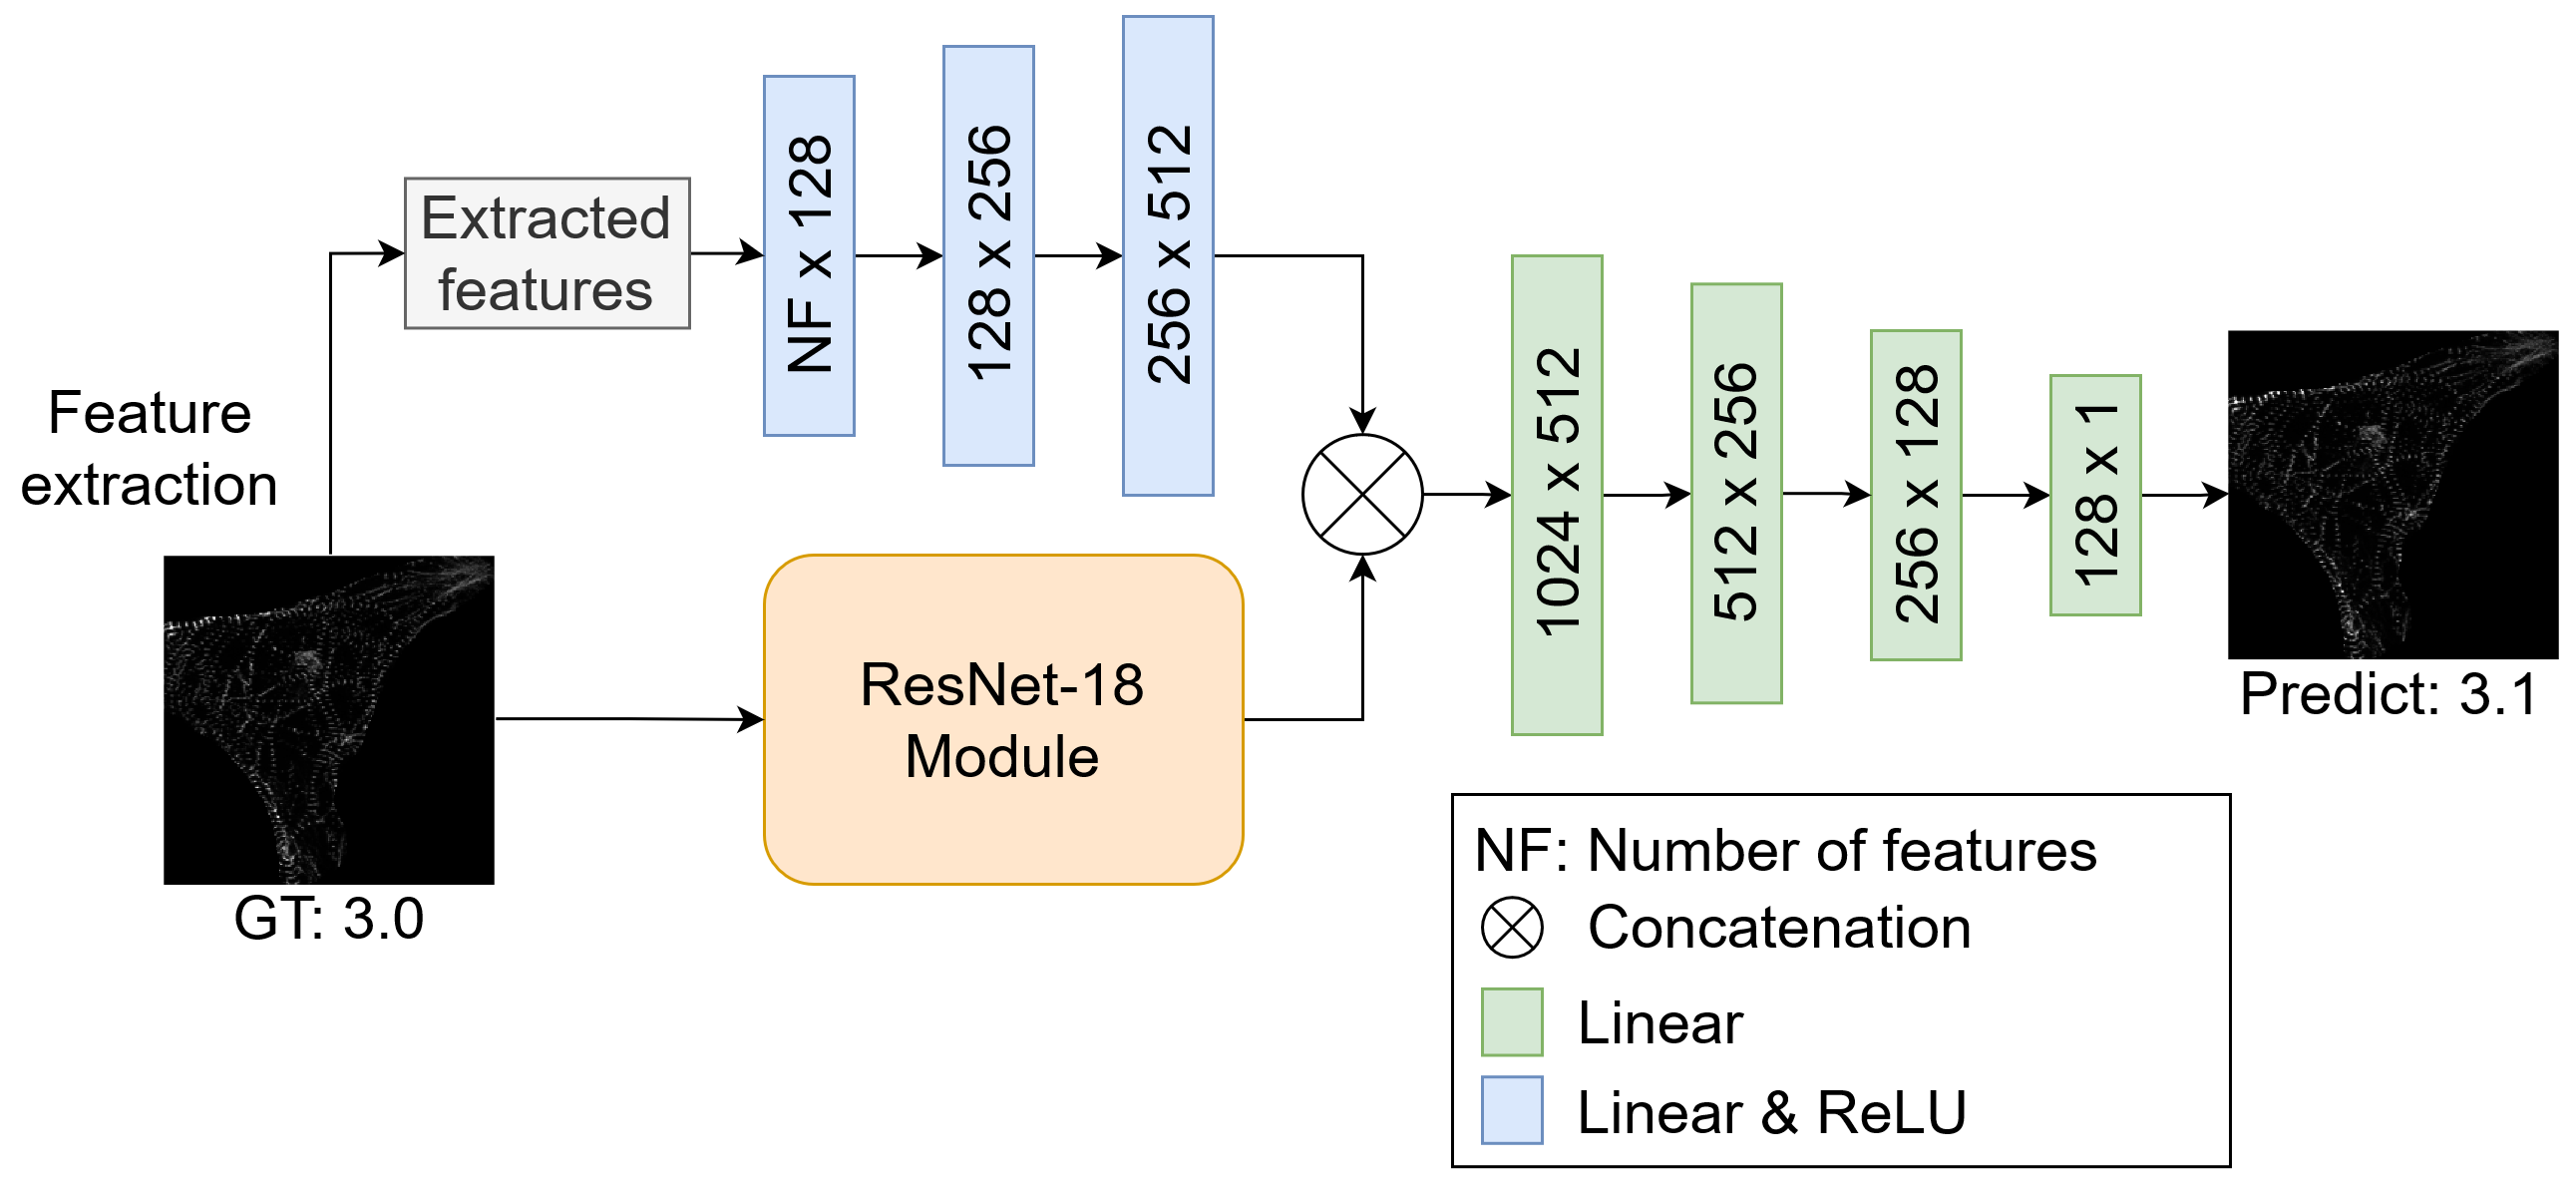 Feature
extraction
GT: 3.0
Extracted
features
NF x 128
128 x 256
256 x 512
ResNet-18
Module
1024 x 512
512 x 256
256 x 128
128 x 1
Predict: 3.1
NF: Number of features
Concatenation
Linear
Linear & ReLU